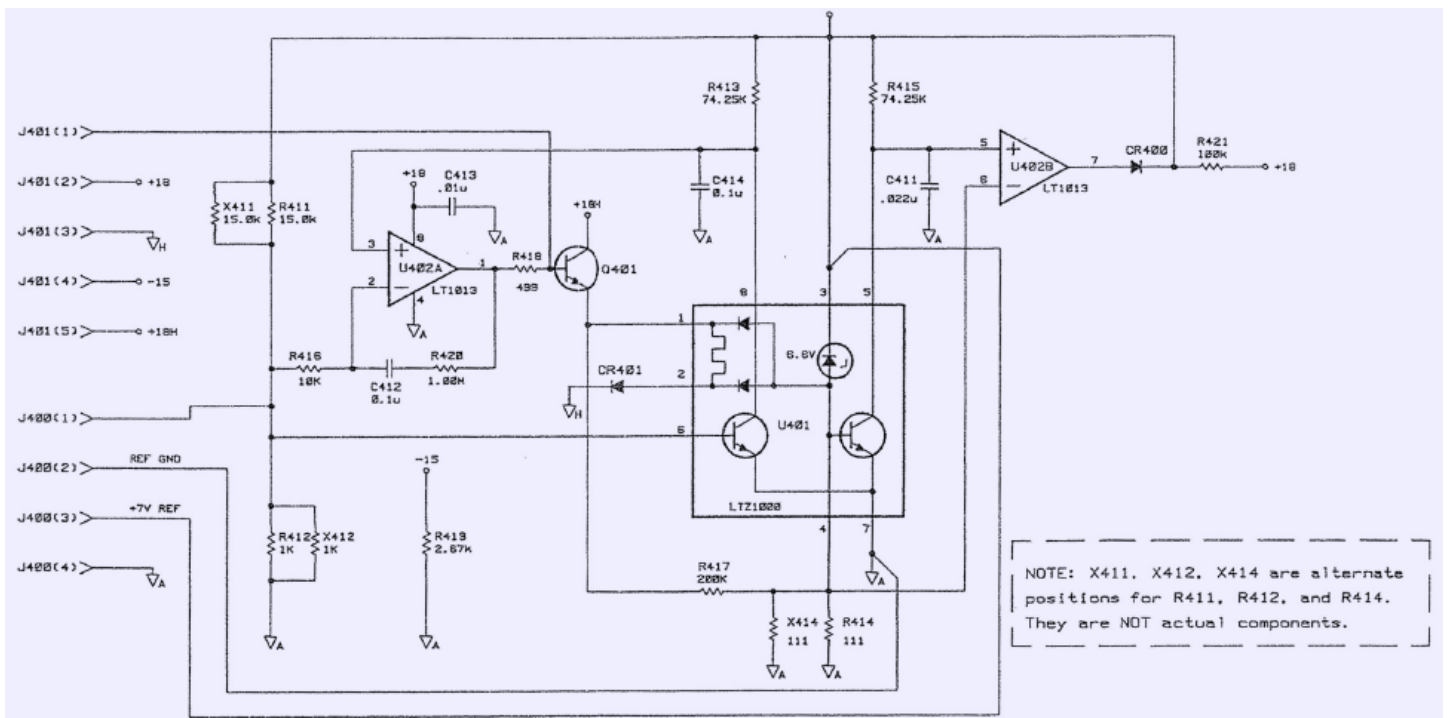 R413
74.25K
R415
74.25K
J401(1)
J401(2)
+18
J401(3)
H
J401(4)
-15
J401(5)
+18H
X411
15.0k
R411
15.0k
+18
C413
.01u
A
3
+
8
U402A
2
-
4
1
LT1013
A
R418
499
+18H
Q401
C414
0.1u
A
C411
.022u
A
5
+
6
-
U402B
7
LT1013
CR400
R421
100k
+18
R416
10K
C412
0.1u
R420
1.00M
8
3
5
1
2
6.6V
CR401
H
6
U401
LTZ1000
4
7
J400(1)
J400(2)
REF GND
J400(3)
+7V REF
J400(4)
A
R412
1K
X412
1K
A
-15
R419
2.67k
A
R417
200K
A
X414
111
A
R414
111
A
NOTE: X411, X412, X414 are alternate
positions for R411, R412, and R414.
They are NOT actual components.